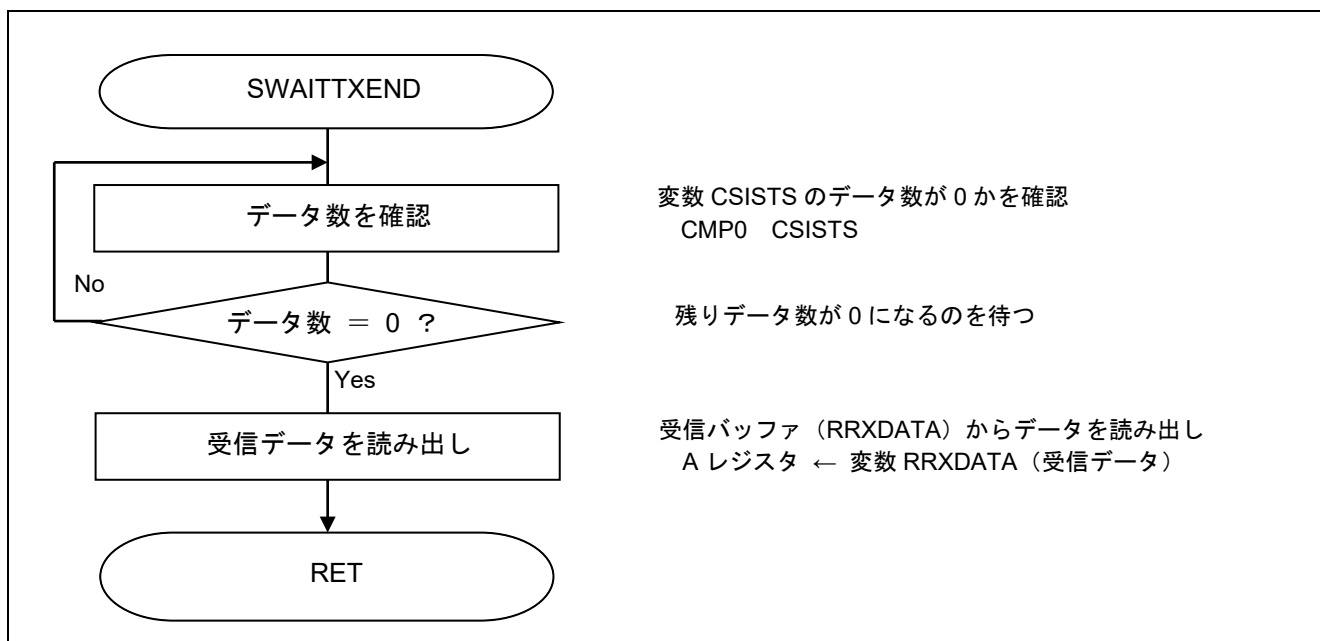 SWAITTXEND
データ数を確認
変数 CSISTS のデータ数が 0 かを確認
CMP0 CSISTS
No
データ数 = 0 ?
残りデータ数が 0 になるのを待つ
Yes
受信データを読み出し
受信バッファ（RRXDATA）からデータを読み出し
A レジスタ ← 変数 RRXDATA（受信データ）
RET